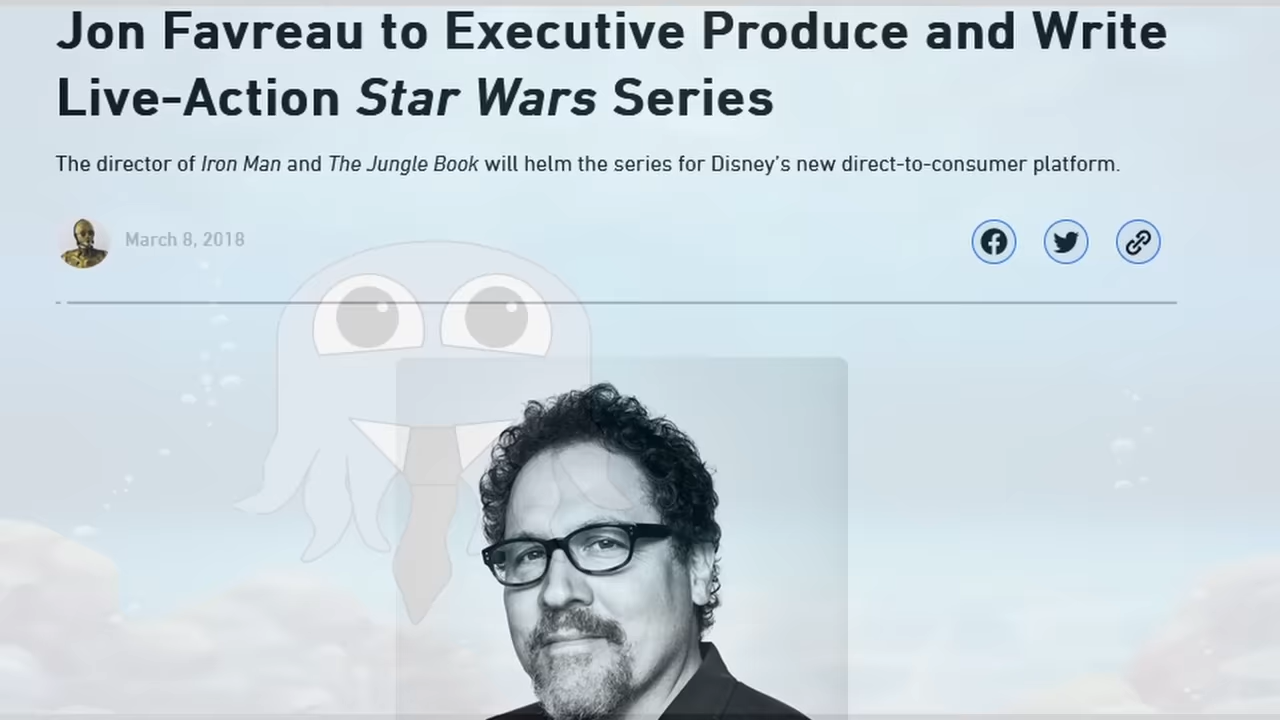 Jon Favreau to Executive Produce and Write
Live-Action Star Wars Series
The director of Iron Man and The Jungle Book will helm the series for Disney's new direct-to-consumer platform.
March 8, 2018